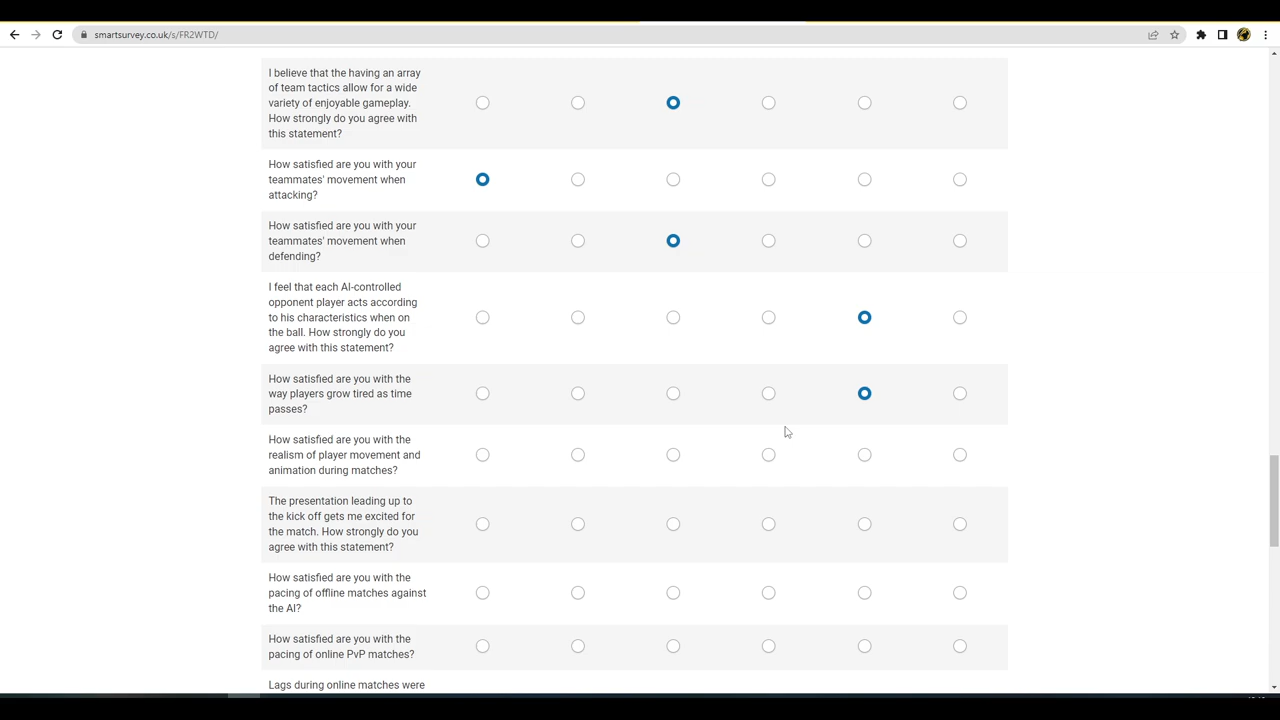 smartsurvey.co.uk/s/FR2WTD/
I believe that the having an array
of team tactics allow for a wide
variety of enjoyable gameplay.
How strongly do you agree with
this statement?
How satisfied are you with your
teammates' movement when
attacking?
How satisfied are you with your
teammates' movement when
defending?
I feel that each AI-controlled
opponent player acts according
to his characteristics when on
the ball. How strongly do you
agree with this statement?
How satisfied are you with the
way players grow tired as time
passes?
How satisfied are you with the
realism of player movement and
animation during matches?
The presentation leading up to
the kick off gets me excited for
the match. How strongly do you
agree with this statement?
How satisfied are you with the
pacing of offline matches against
the AI?
How satisfied are you with the
pacing of online PvP matches?
Lags during online matches were